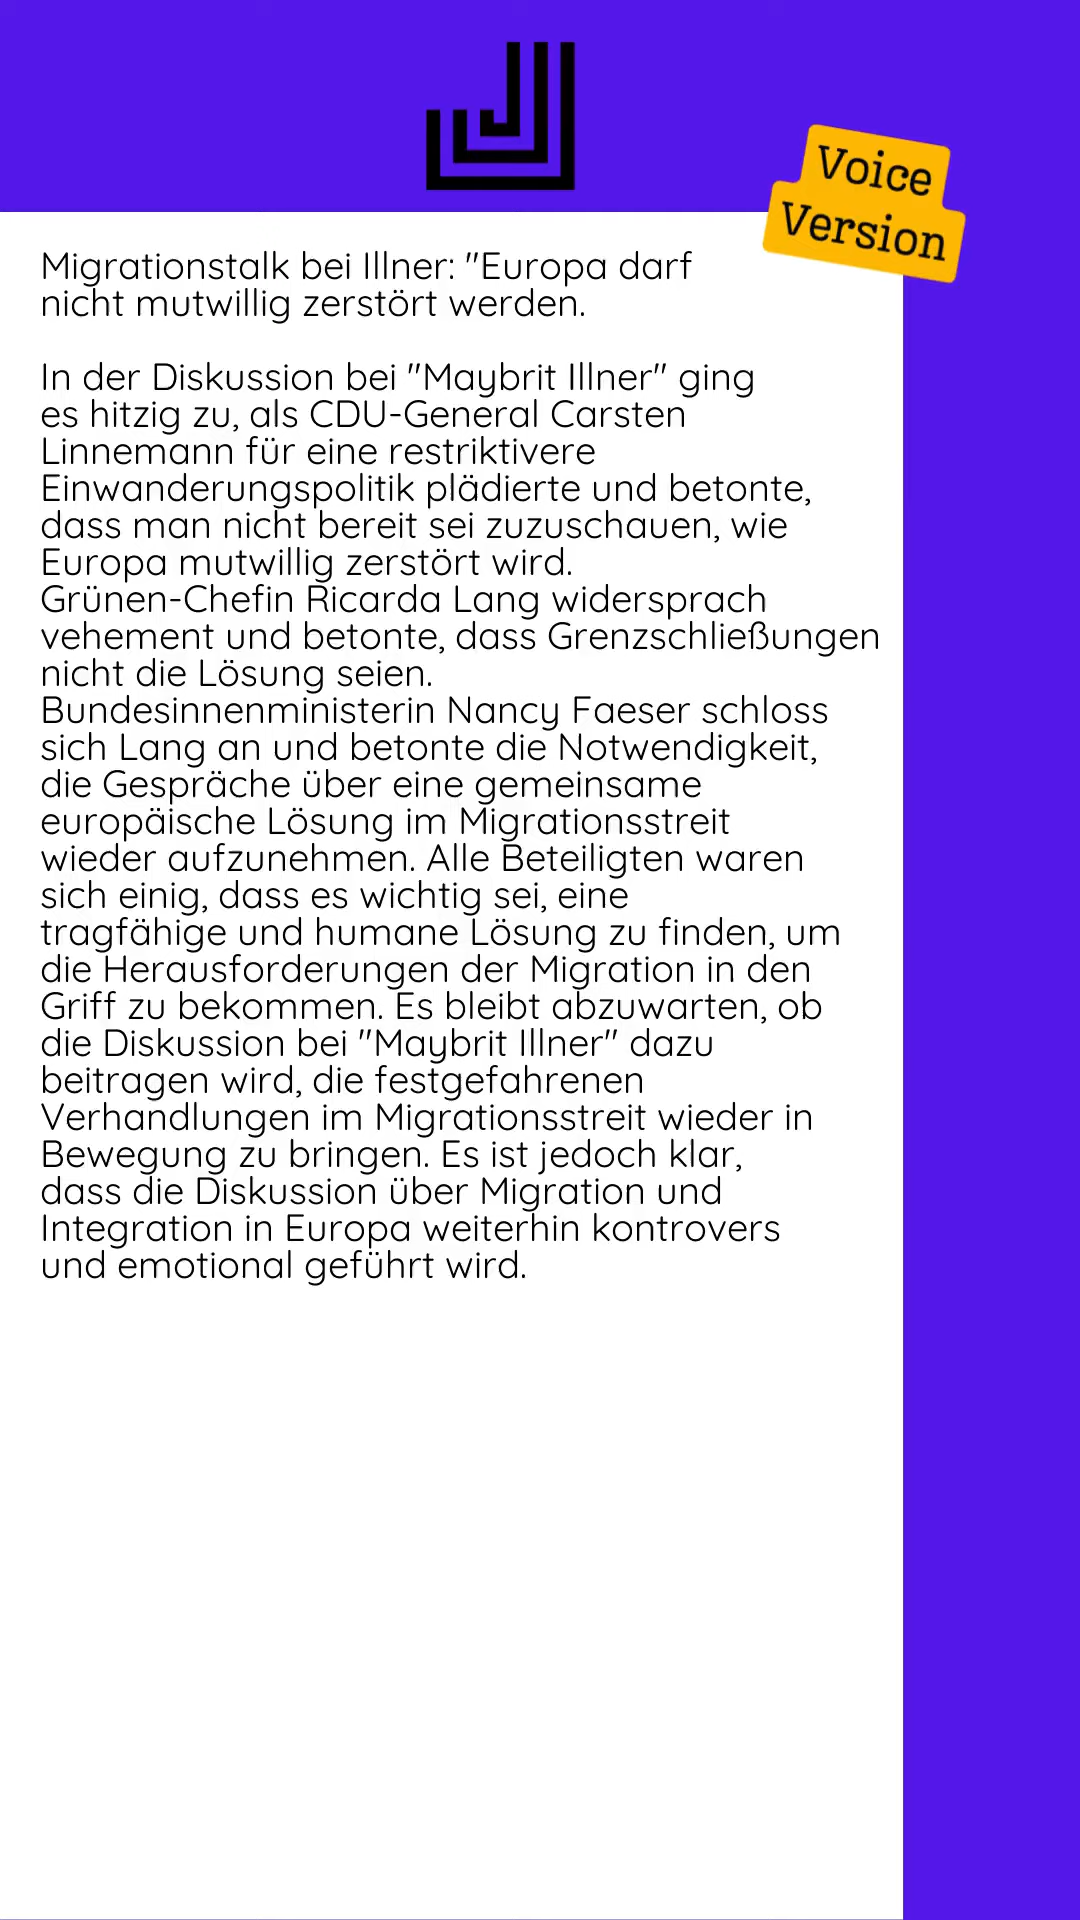 Voice
Version
Migrationstalk bei Illner: "Europa darf
nicht mutwillig zerstört werden.
In der Diskussion bei "Maybrit Illner" ging
es hitzig zu, als CDU-General Carsten
Linnemann für eine restriktivere
Einwanderungspolitik plädierte und betonte,
dass man nicht bereit sei zuzuschauen, wie
Europa mutwillig zerstört wird.
Grünen-Chefin Ricarda Lang widersprach
vehement und betonte, dass Grenzschließungen
nicht die Lösung seien.
Bundesinnenministerin Nancy Faeser schloss
sich Lang an und betonte die Notwendigkeit,
die Gespräche über eine gemeinsame
europäische Lösung im Migrationsstreit
wieder aufzunehmen. Alle Beteiligten waren
sich einig, dass es wichtig sei, eine
tragfähige und humane Lösung zu finden, um
die Herausforderungen der Migration in den
Griff zu bekommen. Es bleibt abzuwarten, ob
die Diskussion bei "Maybrit Illner" dazu
beitragen wird, die festgefahrenen
Verhandlungen im Migrationsstreit wieder in
Bewegung zu bringen. Es ist jedoch klar,
dass die Diskussion über Migration und
Integration in Europa weiterhin kontrovers
und emotional geführt wird.